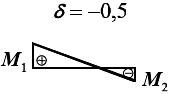 δ = −0,5
M₁ ⊕
⊖ M₂